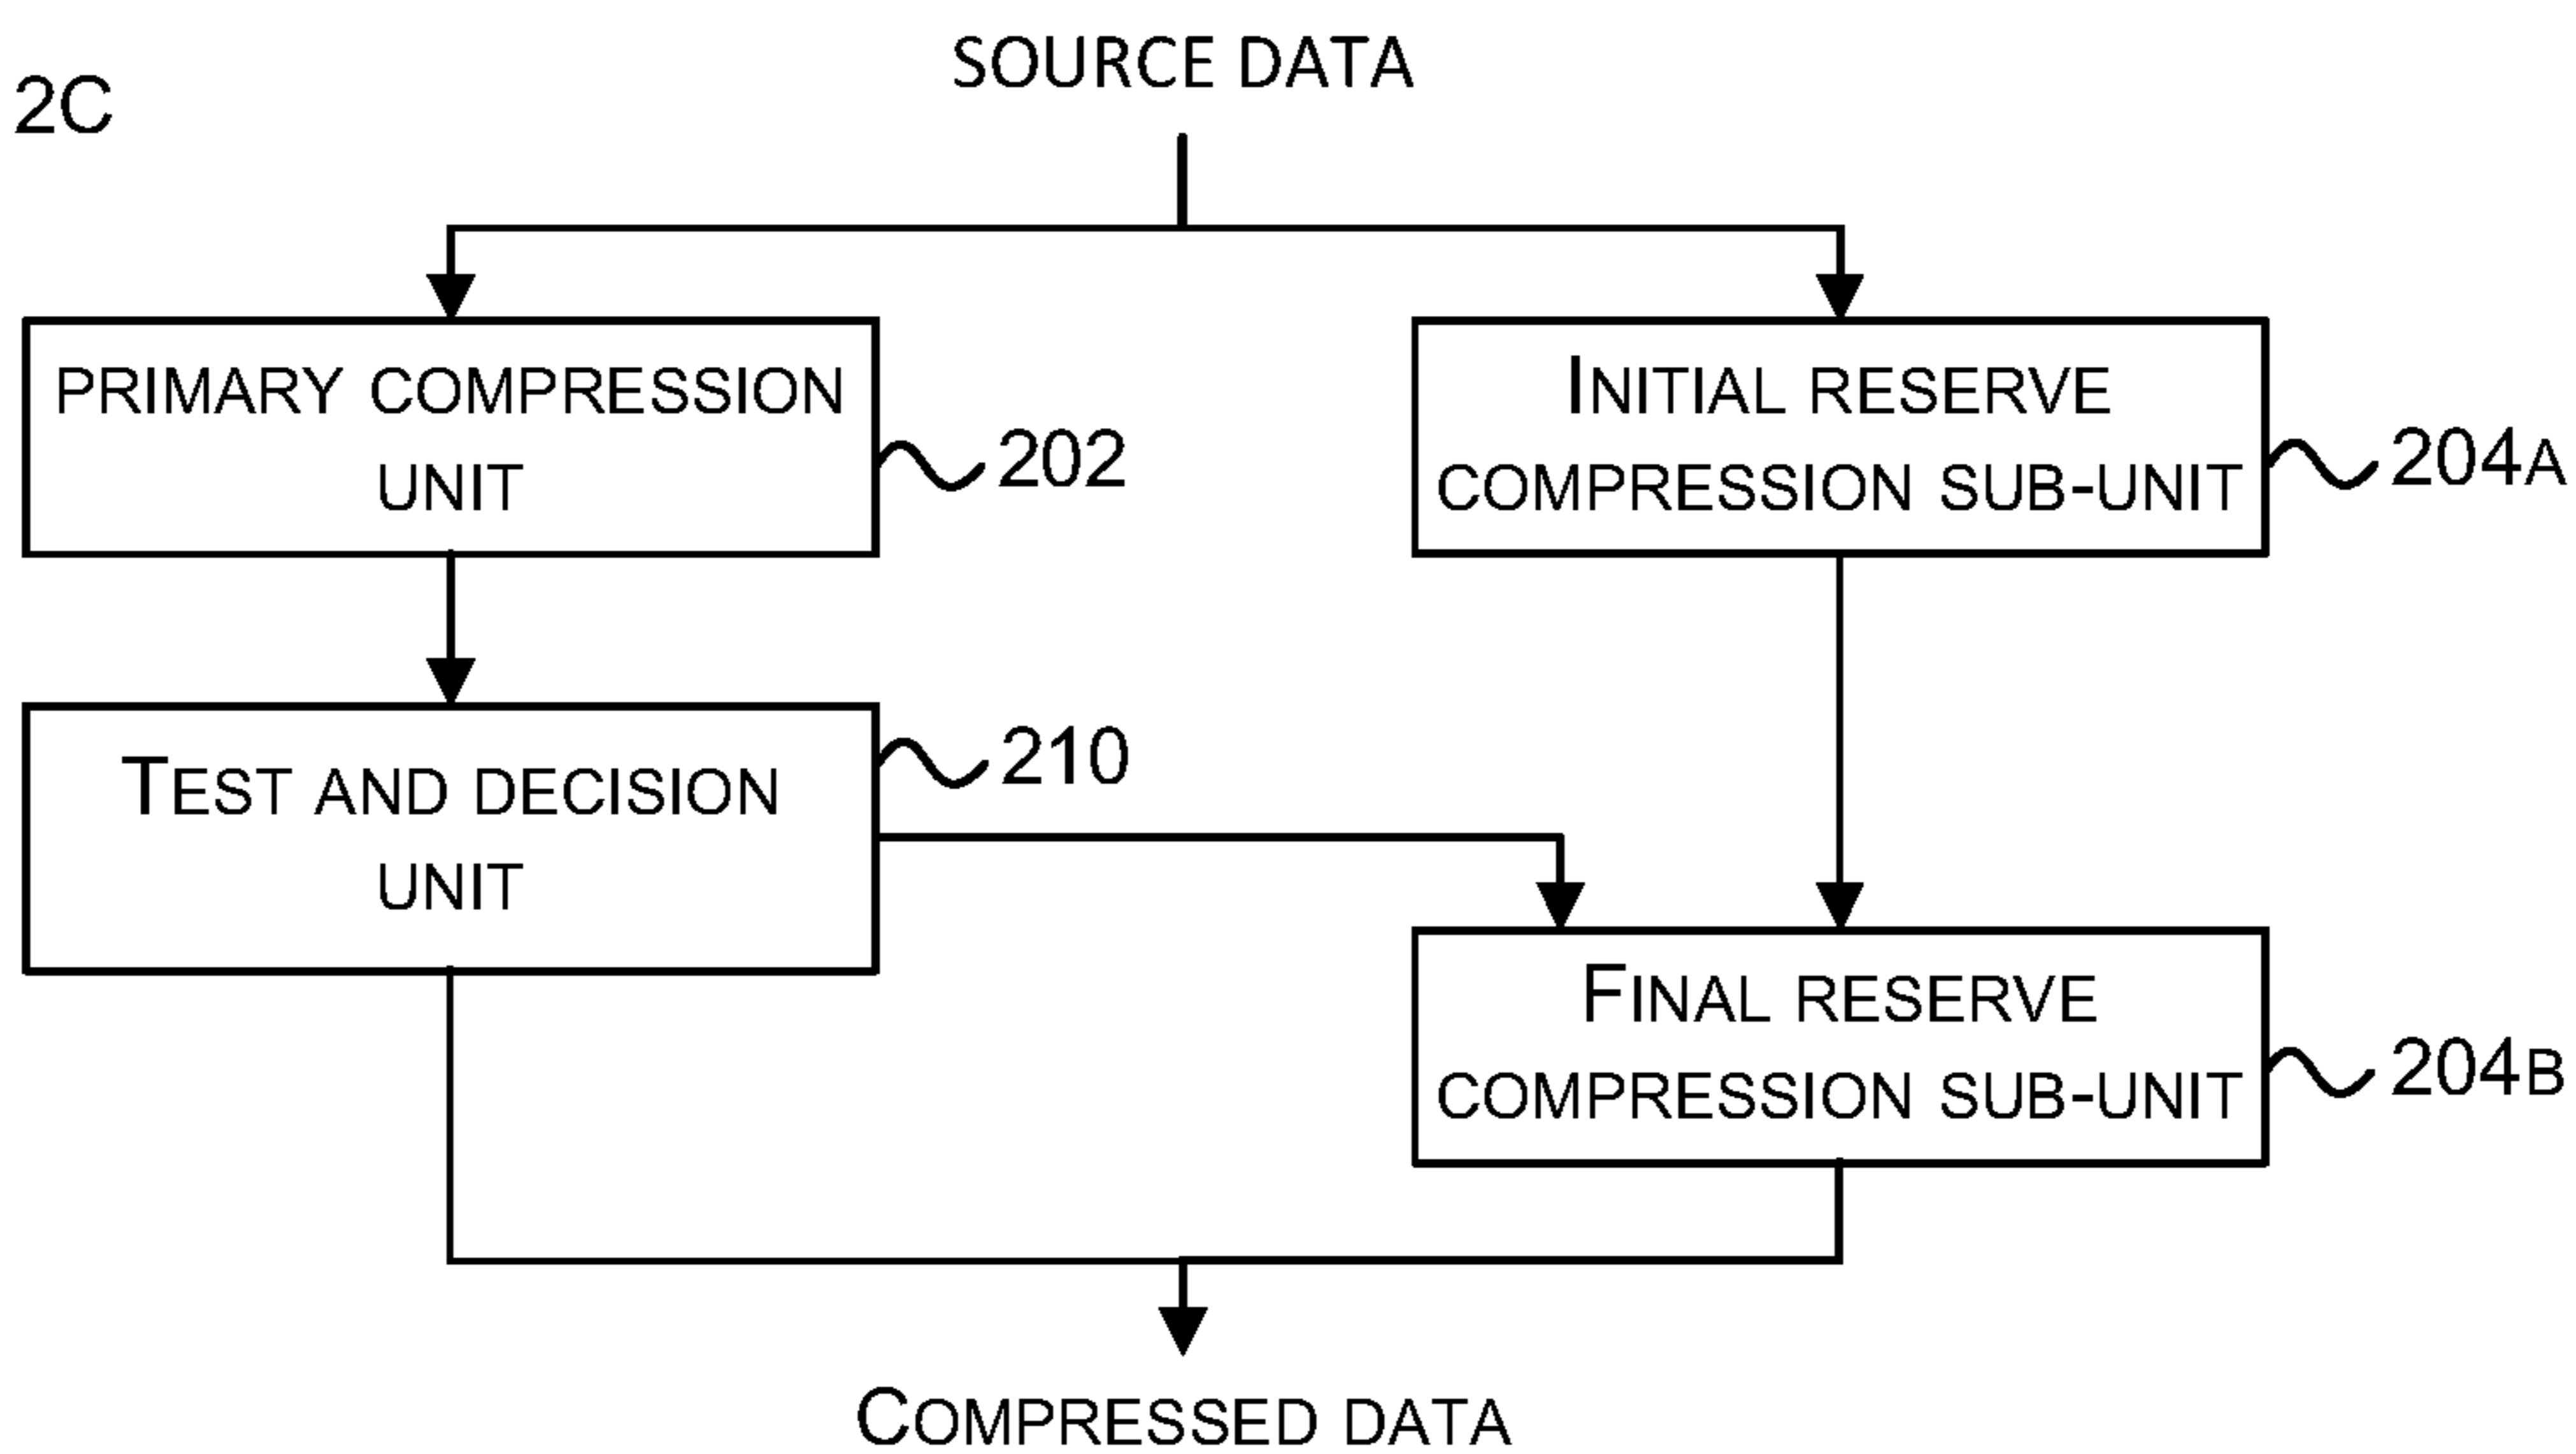 2C
SOURCE DATA
PRIMARY COMPRESSION
UNIT
202
INITIAL RESERVE
COMPRESSION SUB-UNIT
204A
TEST AND DECISION
UNIT
210
FINAL RESERVE
COMPRESSION SUB-UNIT
204B
COMPRESSED DATA